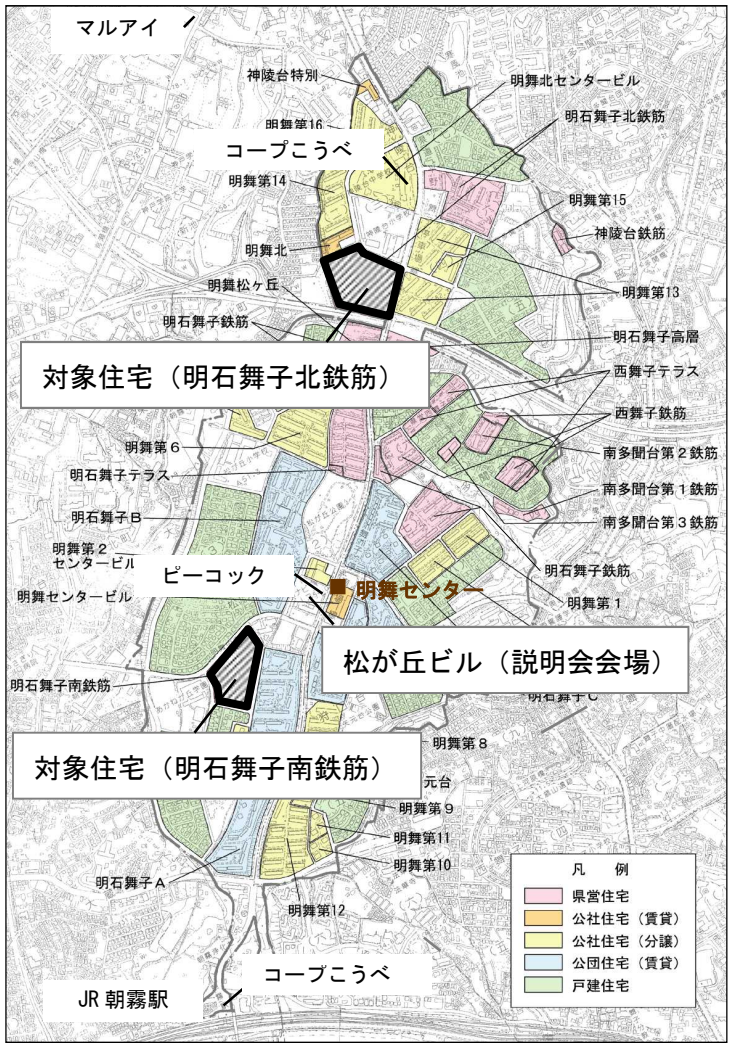 マルアイ
神陵台特別
明舞北センタービル
明舞第16
明石舞子北鉄筋
コープこうべ
明舞第14
明舞第15
神陵台鉄筋
明舞北
明舞松ヶ丘
明舞第13
明石舞子鉄筋
明石舞子高層
対象住宅（明石舞子北鉄筋）
西舞子テラス
西舞子鉄筋
明舞第６
南多聞台第２鉄筋
明石舞子テラス
南多聞台第１鉄筋
明石舞子Ｂ
南多聞台第３鉄筋
明舞第２
センタービル
ピーコック
明石舞子鉄筋
明舞センタービル
明舞センター
明舞第１
松が丘ビル（説明会会場）
明石舞子南鉄筋
明石舞子Ｃ
対象住宅（明石舞子南鉄筋）
明舞第８
元台
明舞第９
明舞第11
明舞第10
明石舞子Ａ
明舞第12
凡　例
県営住宅
公社住宅（賃貸）
公社住宅（分譲）
公団住宅（賃貸）
戸建住宅
コープこうべ
JR 朝霧駅